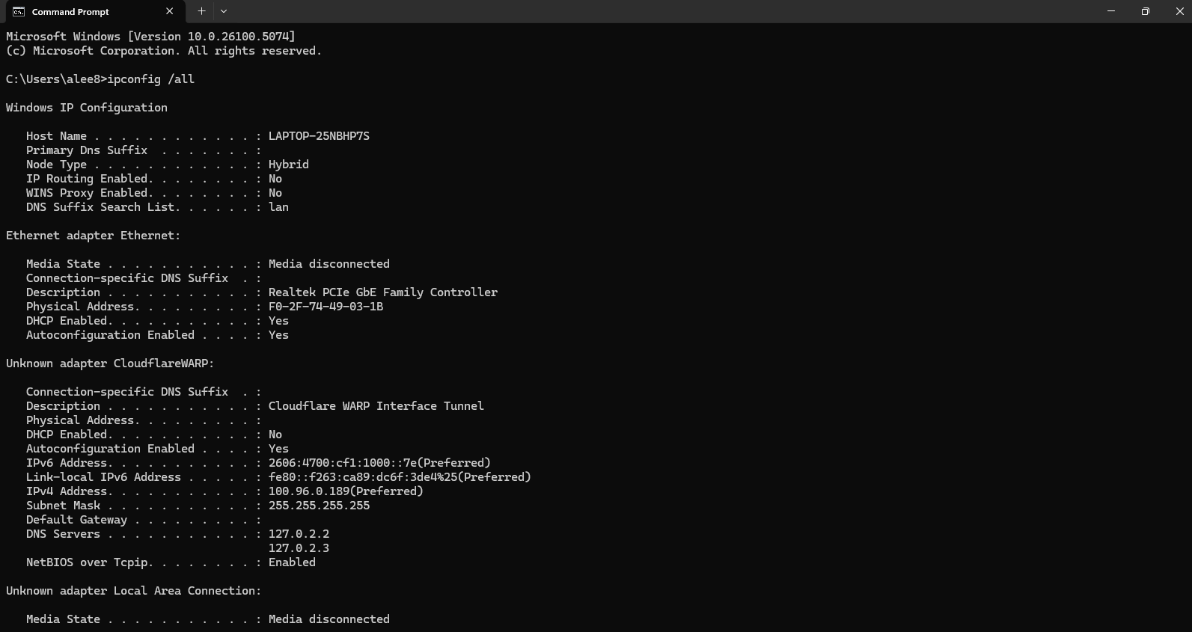 Command Prompt
Microsoft Windows [Version 10.0.26100.5074]
(c) Microsoft Corporation. All rights reserved.
C:\Users\alee8>ipconfig /all
Windows IP Configuration
   Host Name . . . . . . . . . . . . : LAPTOP-25NBHP7S
   Primary Dns Suffix  . . . . . . . :
   Node Type . . . . . . . . . . . . : Hybrid
   IP Routing Enabled. . . . . . . . : No
   WINS Proxy Enabled. . . . . . . . : No
   DNS Suffix Search List. . . . . . : lan
Ethernet adapter Ethernet:
   Media State . . . . . . . . . . . : Media disconnected
   Connection-specific DNS Suffix  . :
   Description . . . . . . . . . . . : Realtek PCIe GbE Family Controller
   Physical Address. . . . . . . . . : F0-2F-74-49-03-1B
   DHCP Enabled. . . . . . . . . . . : Yes
   Autoconfiguration Enabled . . . . : Yes
Unknown adapter CloudflareWARP:
   Connection-specific DNS Suffix  . :
   Description . . . . . . . . . . . : Cloudflare WARP Interface Tunnel
   Physical Address. . . . . . . . . :
   DHCP Enabled. . . . . . . . . . . : No
   Autoconfiguration Enabled . . . . : Yes
   IPv6 Address. . . . . . . . . . . : 2606:4700:cf1:1000::7e(Preferred)
   Link-local IPv6 Address . . . . . : fe80::f263:ca89:dc6f:3de4%25(Preferred)
   IPv4 Address. . . . . . . . . . . : 100.96.0.189(Preferred)
   Subnet Mask . . . . . . . . . . . : 255.255.255.255
   Default Gateway . . . . . . . . . :
   DNS Servers . . . . . . . . . . . : 127.0.2.2
                                       127.0.2.3
   NetBIOS over Tcpip. . . . . . . . : Enabled
Unknown adapter Local Area Connection:
   Media State . . . . . . . . . . . : Media disconnected